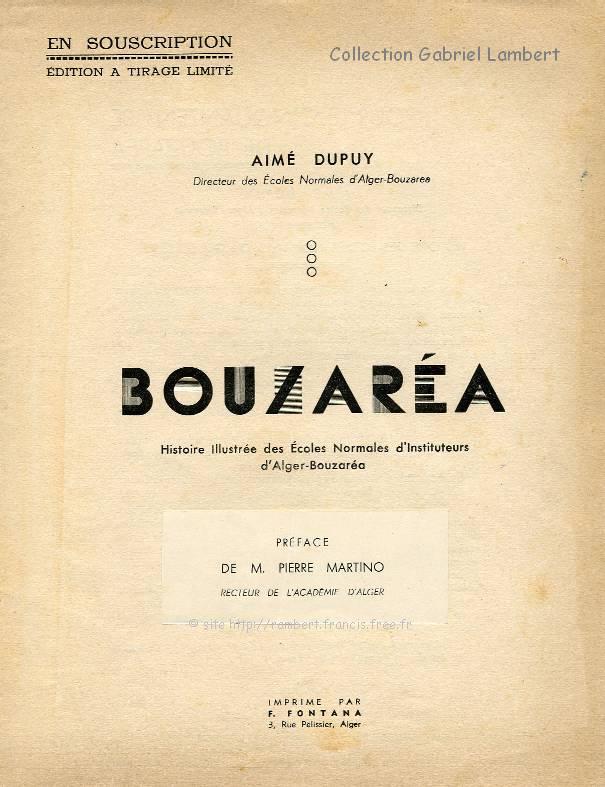 EN SOUSCRIPTION
ÉDITION A TIRAGE LIMITÉ
Collection Gabriel Lambert
AIMÉ DUPUY
Directeur des Écoles Normales d'Alger-Bouzarea
BOUZARÉA
Histoire Illustrée des Écoles Normales d'Instituteurs
d'Alger-Bouzaréa
PRÉFACE
DE M. PIERRE MARTINO
RECTEUR DE L'ACADÉMIE D'ALGER
© site http://rambert.francis.free.fr
IMPRIME PAR
F. FONTANA
3, Rue Pelissier, Alger